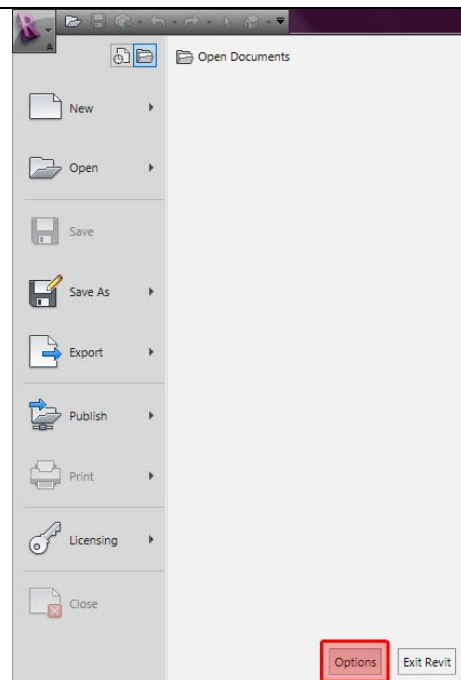 R
A
Open Documents
New
Open
Save
Save As
Export
Publish
Print
Licensing
Close
Options Exit Revit